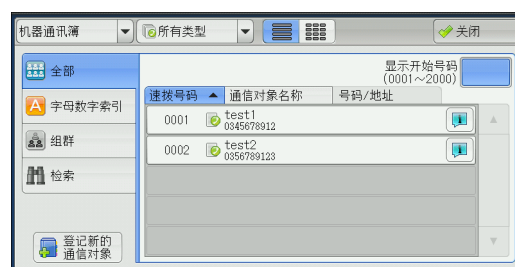 机器通讯簿 所有类型 关闭
全部
字母数字索引
组群
检索
登记新的
通信对象
显示开始号码
(0001～2000)
速拨号码 通信对象名称 号码/地址
0001 test1
0345678912
0002 test2
0356789123